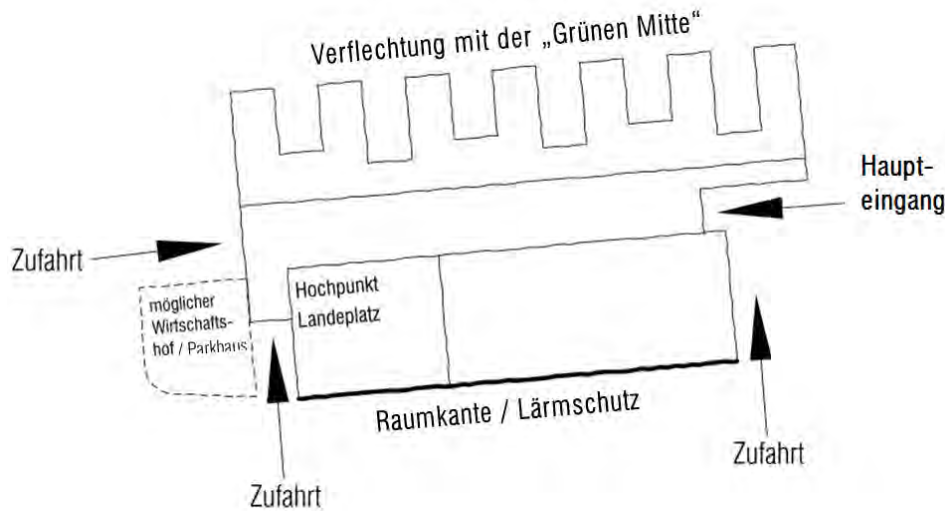 Verflechtung mit der „Grünen Mitte“
Haupt-
eingang
Zufahrt
Hochpunkt
Landeplatz
möglicher
Wirtschafts-
hof / Parkhaus
Raumkante / Lärmschutz
Zufahrt
Zufahrt